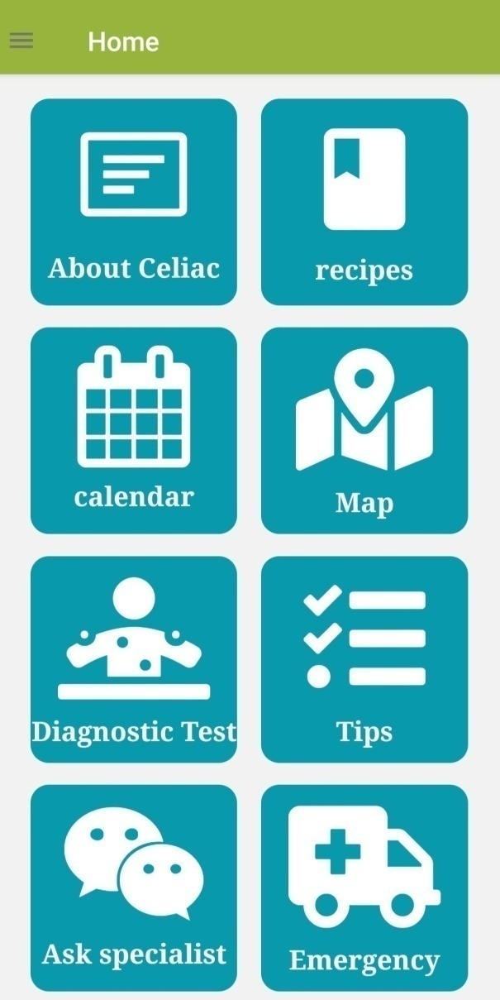 Home
About Celiac
recipes
calendar
Map
Diagnostic Test
Tips
Ask specialist
Emergency